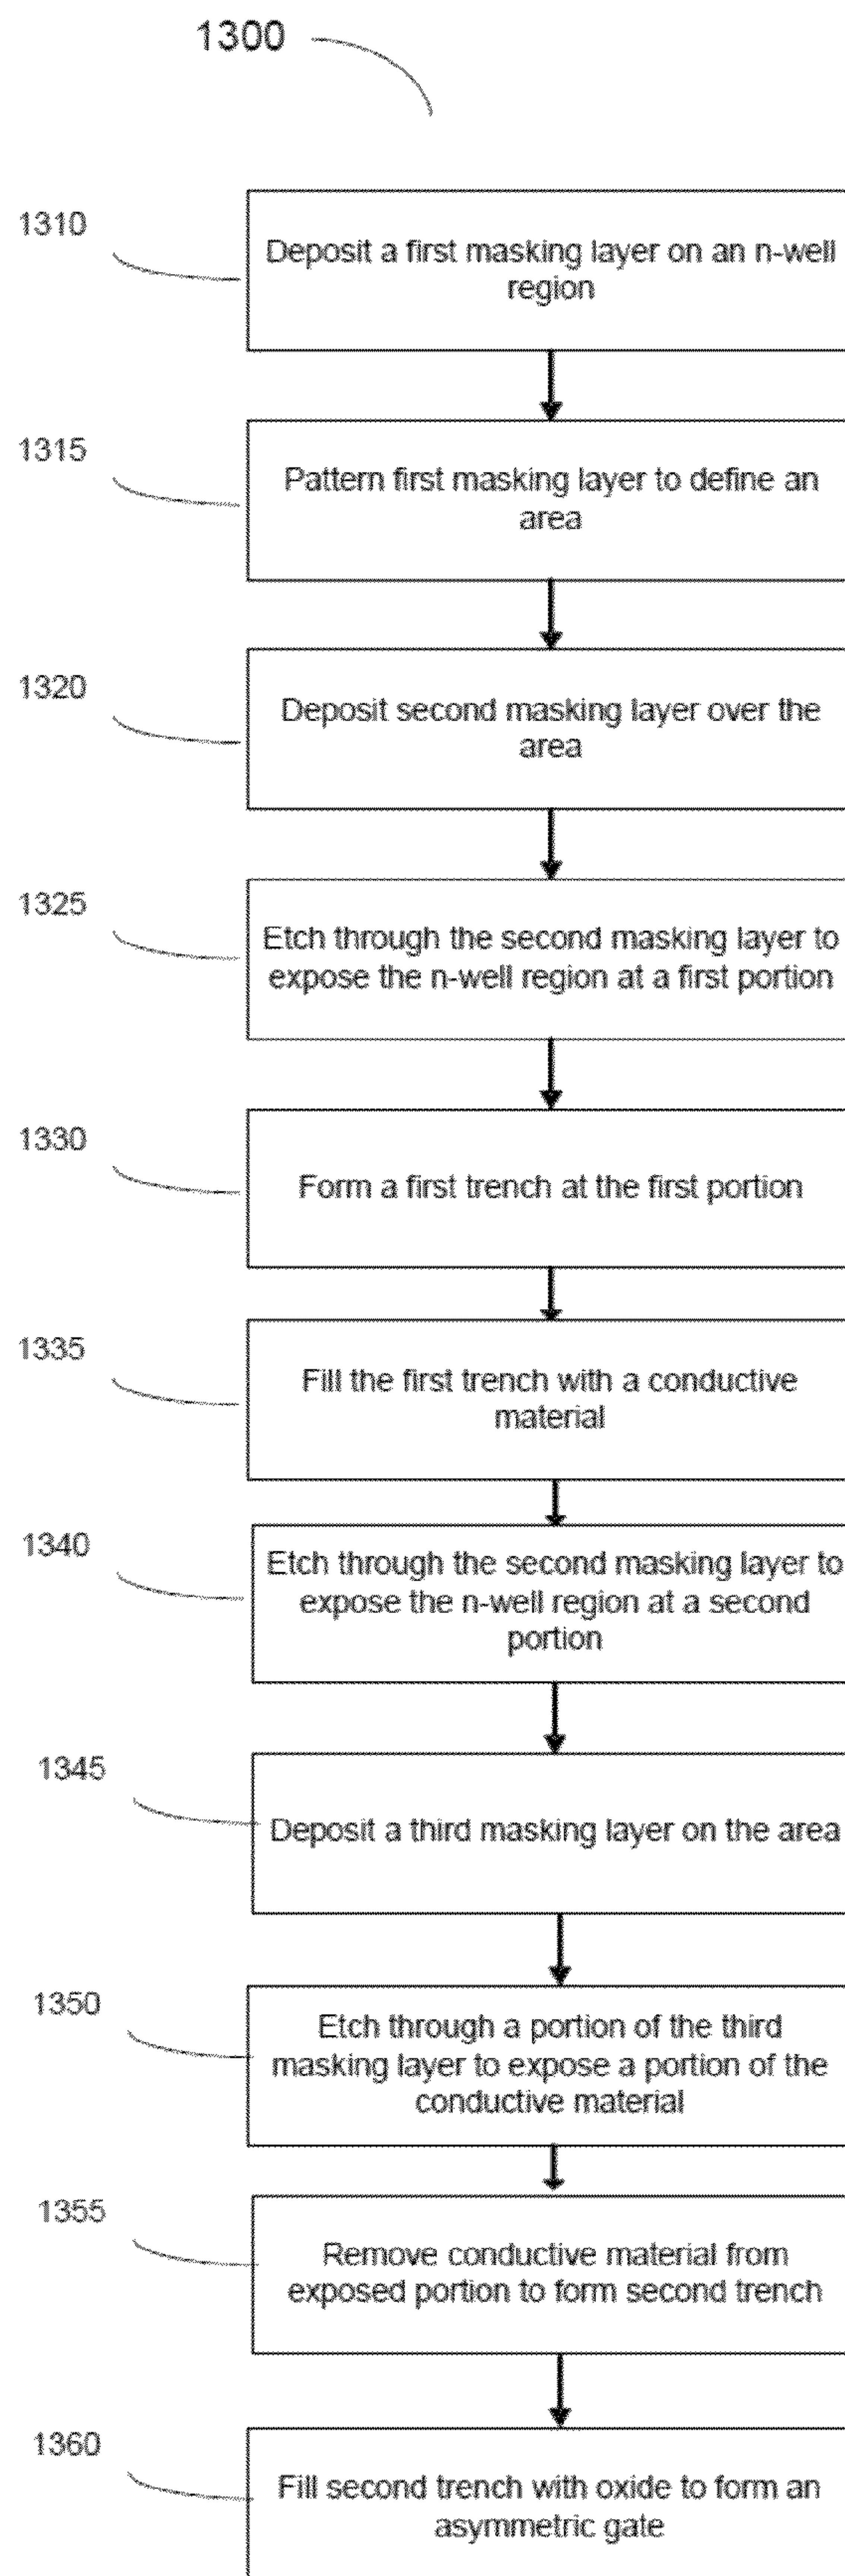 1300
1310
Deposit a first masking layer on an n-well
region
1315
Pattern first masking layer to define an
area
1320
Deposit second masking layer over the
area
1325
Etch through the second masking layer to
expose the n-well region at a first portion
1330
Form a first trench at the first portion
1335
Fill the first trench with a conductive
material
1340
Etch through the second masking layer to
expose the n-well region at a second
portion
1345
Deposit a third masking layer on the area
1350
Etch through a portion of the third
masking layer to expose a portion of the
conductive material
1355
Remove conductive material from
exposed portion to form second trench
1360
Fill second trench with oxide to form an
asymmetric gate